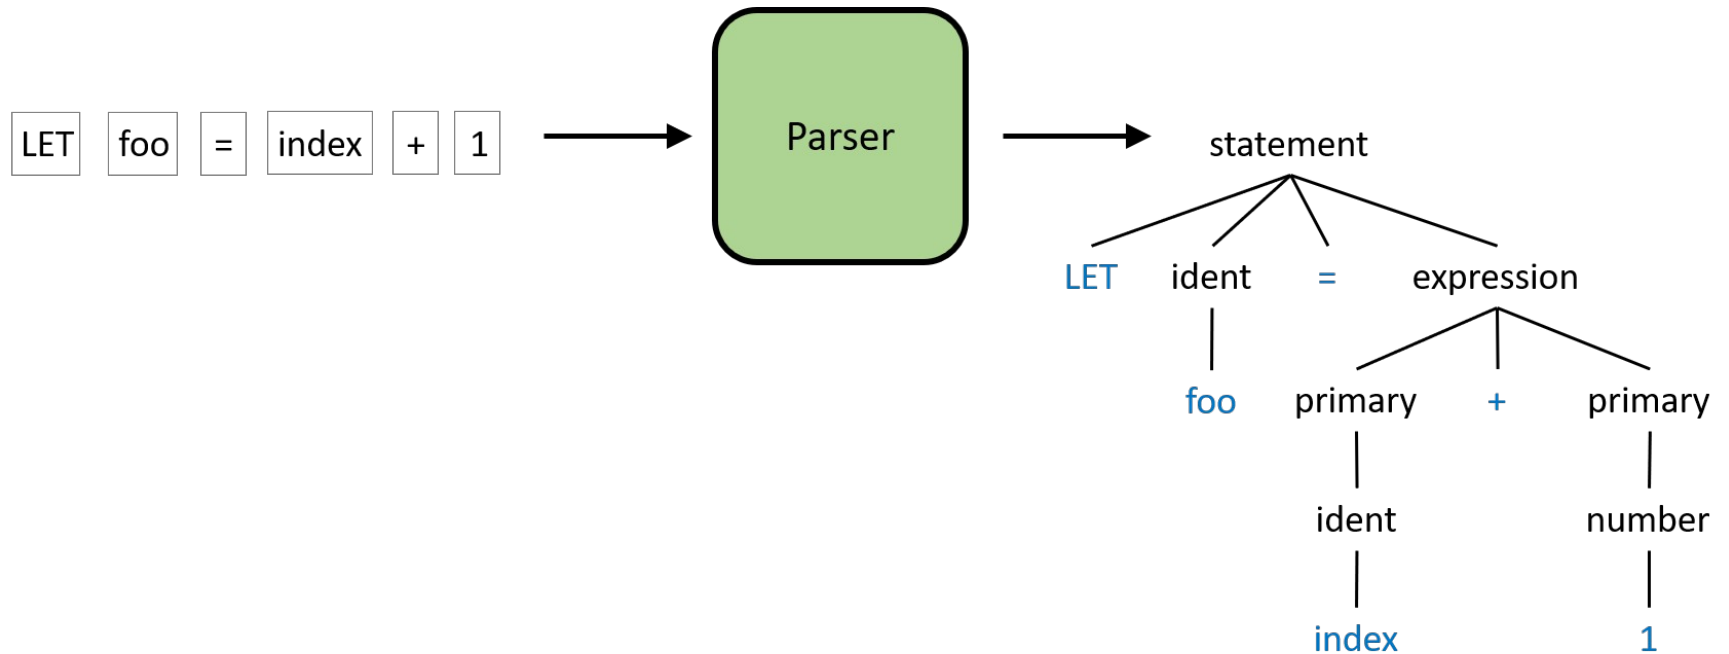 LET foo = index + 1
Parser
statement
LET ident = expression
foo primary + primary
ident number
index 1